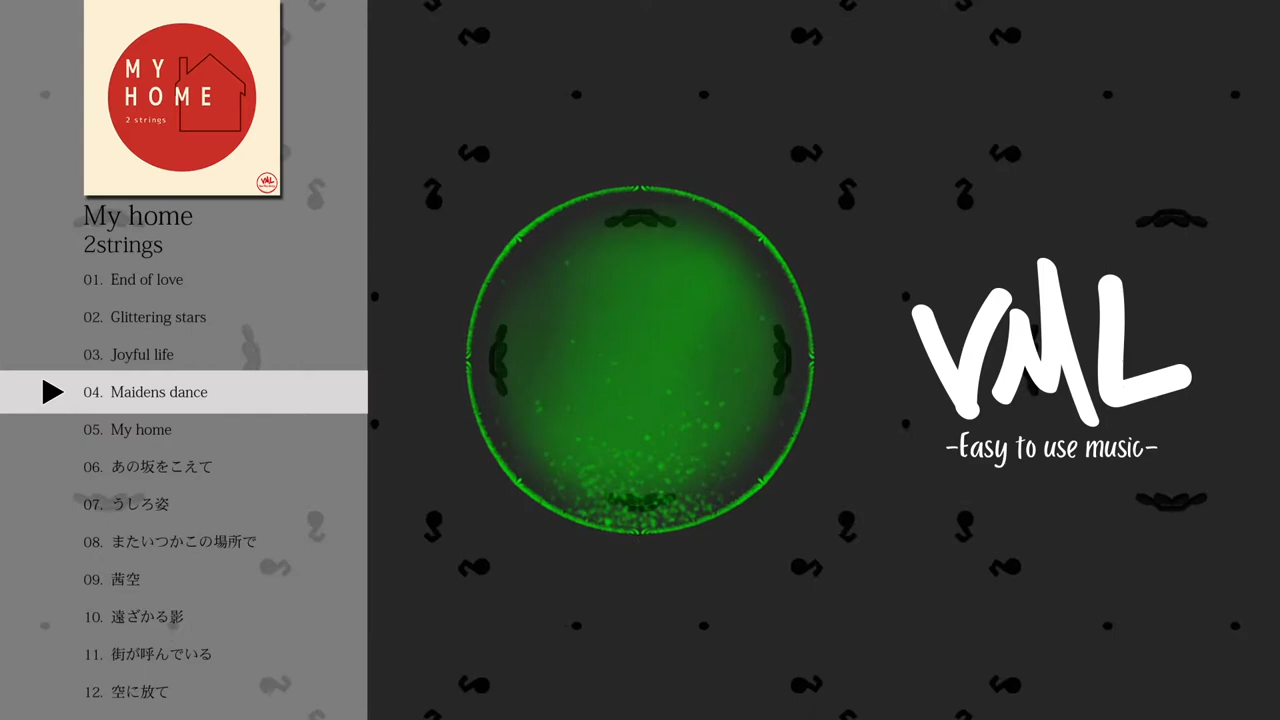 MY
HOME
2 strings
VML
My home
2strings
01. End of love
02. Glittering stars
03. Joyful life
04. Maidens dance
05. My home
06. あの坂をこえて
07. うしろ姿
08. またいつかこの場所で
09. 茜空
10. 遠ざかる影
11. 街が呼んでいる
12. 空に放て
VML
-Easy to use music-